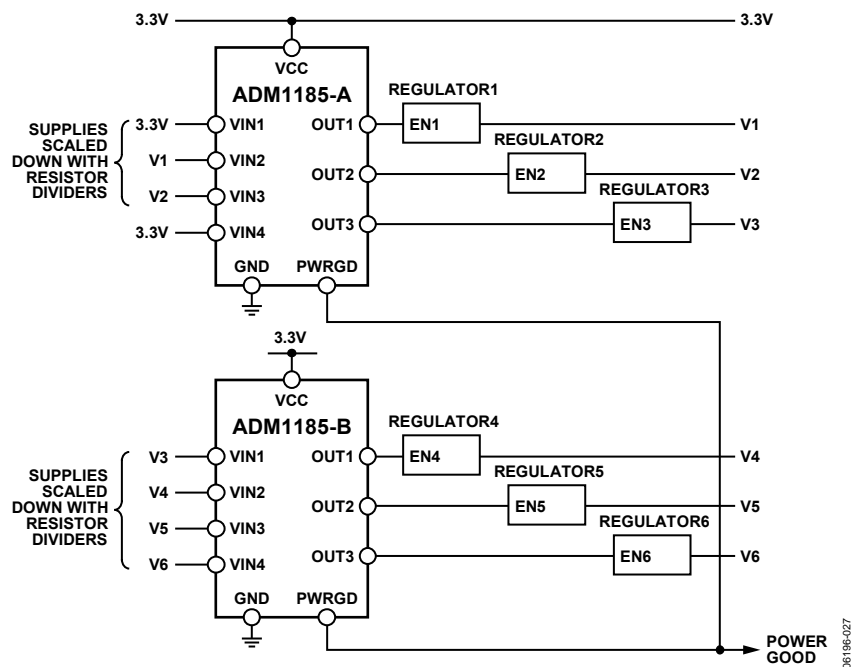 3.3V 3.3V
VCC
ADM1185-A
REGULATOR1
SUPPLIES
SCALED
DOWN WITH
RESISTOR
DIVIDERS
3.3V VIN1 OUT1 EN1 V1
REGULATOR2
V1 VIN2 OUT2 EN2 V2
REGULATOR3
V2 VIN3 OUT3 EN3 V3
3.3V VIN4
GND PWRGD
3.3V
VCC
ADM1185-B
REGULATOR4
SUPPLIES
SCALED
DOWN WITH
RESISTOR
DIVIDERS
V3 VIN1 OUT1 EN4 V4
REGULATOR5
V4 VIN2 OUT2 EN5 V5
REGULATOR6
V5 VIN3 OUT3 EN6 V6
V6 VIN4
GND PWRGD
POWER
GOOD
06196-027